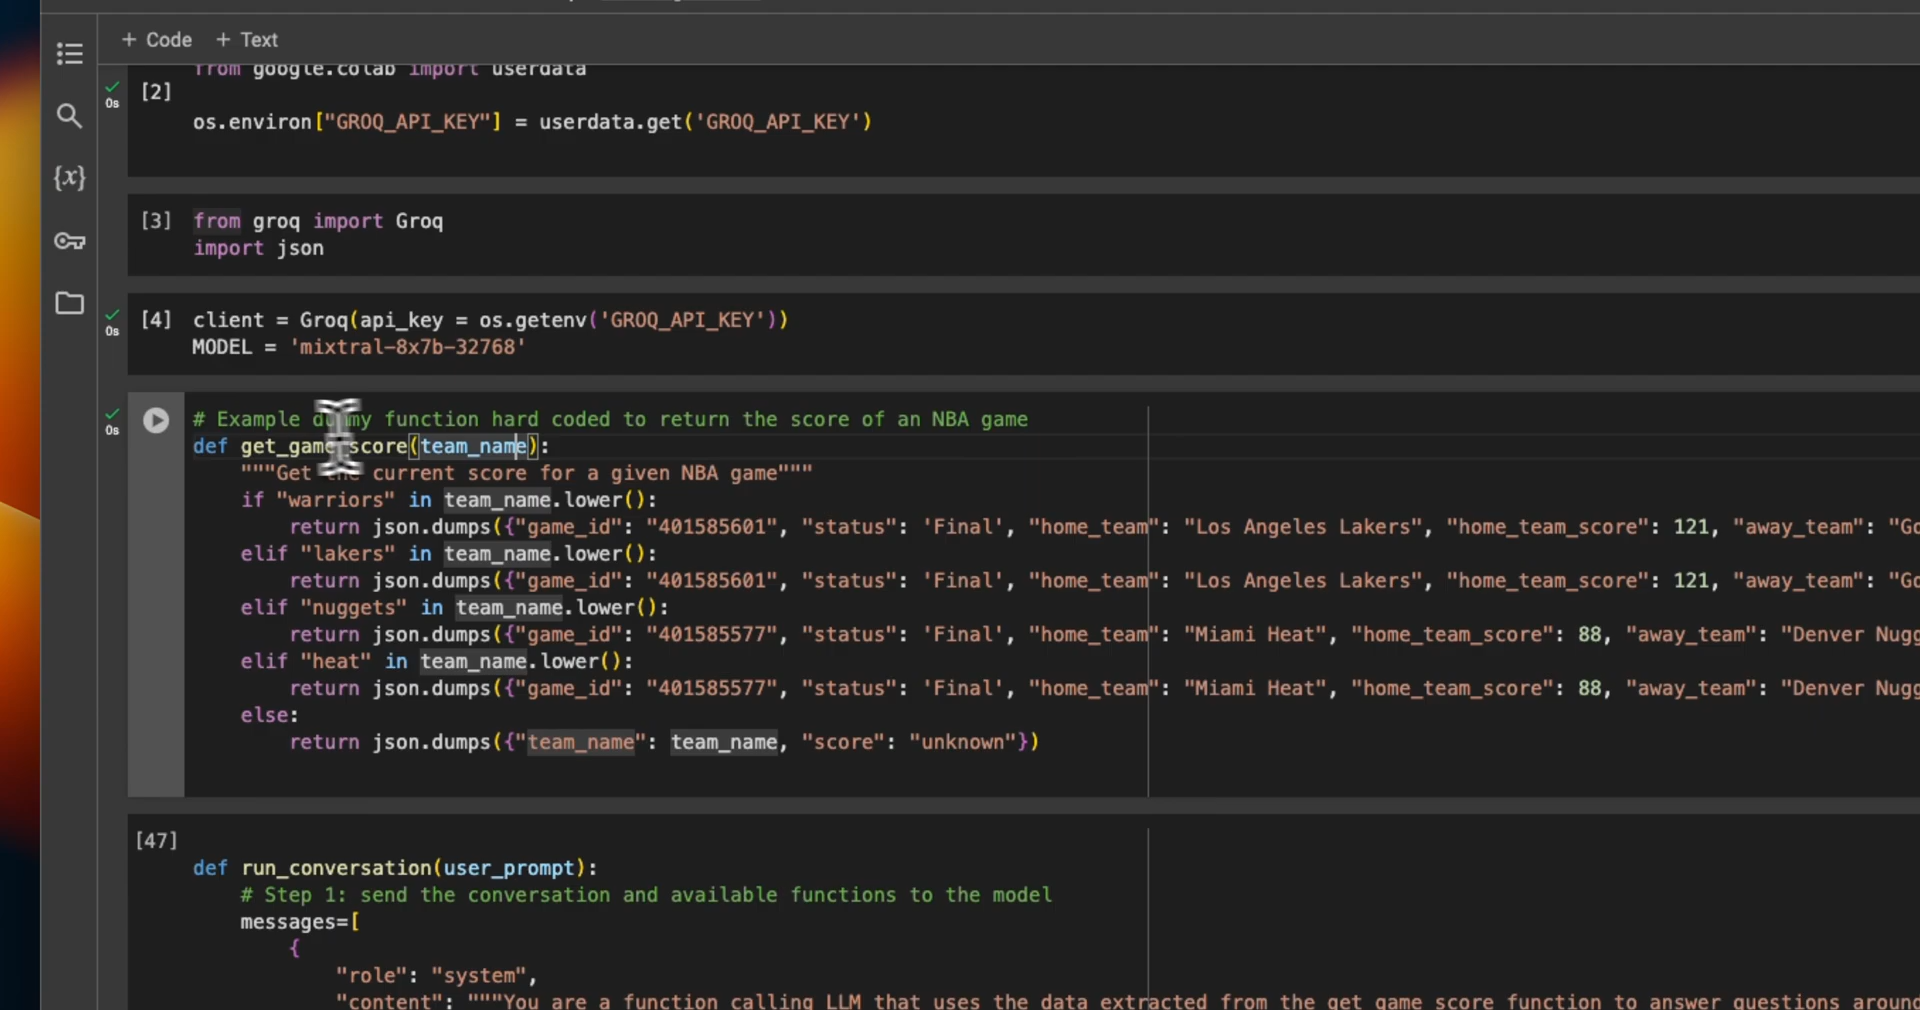 + Code + Text
from google.colab import userdata
0s
[2]
os.environ["GROQ_API_KEY"] = userdata.get('GROQ_API_KEY')
{x}
[3] from groq import Groq
import json
0s
[4] client = Groq(api_key = os.getenv('GROQ_API_KEY'))
MODEL = 'mixtral-8x7b-32768'
0s
# Example dummy function hard coded to return the score of an NBA game
def get_game_score(team_name):
"""Get the current score for a given NBA game"""
if "warriors" in team_name.lower():
return json.dumps({"game_id": "401585601", "status": 'Final', "home_team": "Los Angeles Lakers", "home_team_score": 121, "away_team": "Go
elif "lakers" in team_name.lower():
return json.dumps({"game_id": "401585601", "status": 'Final', "home_team": "Los Angeles Lakers", "home_team_score": 121, "away_team": "Go
elif "nuggets" in team_name.lower():
return json.dumps({"game_id": "401585577", "status": 'Final', "home_team": "Miami Heat", "home_team_score": 88, "away_team": "Denver Nugg
elif "heat" in team_name.lower():
return json.dumps({"game_id": "401585577", "status": 'Final', "home_team": "Miami Heat", "home_team_score": 88, "away_team": "Denver Nugg
else:
return json.dumps({"team_name": team_name, "score": "unknown"})
[47]
def run_conversation(user_prompt):
# Step 1: send the conversation and available functions to the model
messages=[
{
"role": "system",
"content": """You are a function calling LLM that uses the data extracted from the get_game_score function to answer questions around